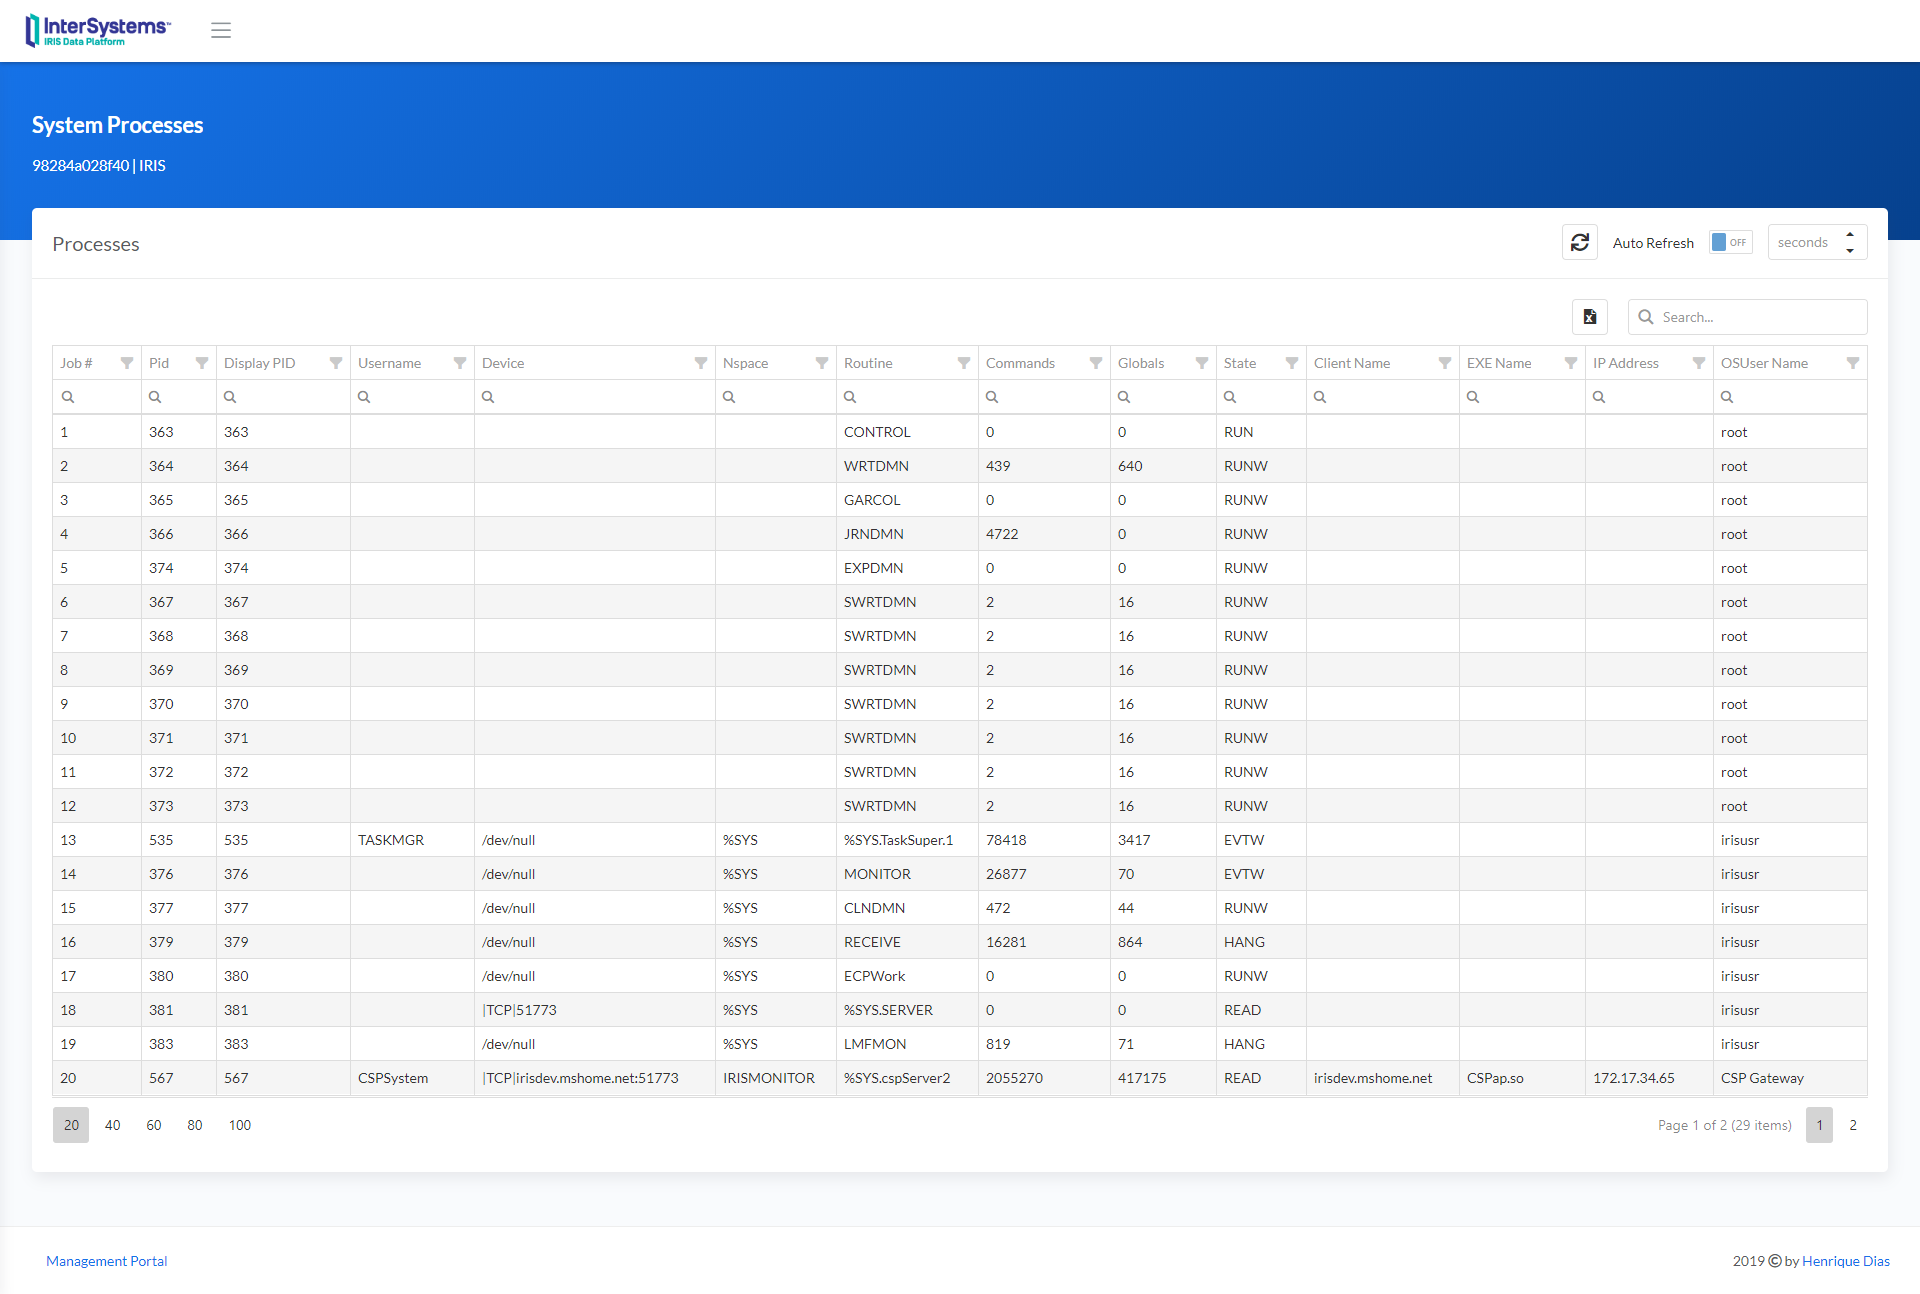 InterSystems™
IRIS Data Platform
System Processes
98284a028f40 | IRIS
Processes
Auto Refresh OFF seconds
Search...
Job # Pid Display PID Username Device Nspace Routine Commands Globals State Client Name EXE Name IP Address OSUser Name
1 363 363 CONTROL 0 0 RUN root
2 364 364 WRTDMN 439 640 RUNW root
3 365 365 GARCOL 0 0 RUNW root
4 366 366 JRNDMN 4722 0 RUNW root
5 374 374 EXPDMN 0 0 RUNW root
6 367 367 SWRTDMN 2 16 RUNW root
7 368 368 SWRTDMN 2 16 RUNW root
8 369 369 SWRTDMN 2 16 RUNW root
9 370 370 SWRTDMN 2 16 RUNW root
10 371 371 SWRTDMN 2 16 RUNW root
11 372 372 SWRTDMN 2 16 RUNW root
12 373 373 SWRTDMN 2 16 RUNW root
13 535 535 TASKMGR /dev/null %SYS %SYS.TaskSuper.1 78418 3417 EVTW irisusr
14 376 376 /dev/null %SYS MONITOR 26877 70 EVTW irisusr
15 377 377 /dev/null %SYS CLNDMN 472 44 RUNW irisusr
16 379 379 /dev/null %SYS RECEIVE 16281 864 HANG irisusr
17 380 380 /dev/null %SYS ECPWork 0 0 RUNW irisusr
18 381 381 |TCP|51773 %SYS %SYS.SERVER 0 0 READ irisusr
19 383 383 /dev/null %SYS LMFMON 819 71 HANG irisusr
20 567 567 CSPSystem |TCP|irisdev.mshome.net:51773 IRISMONITOR %SYS.cspServer2 2055270 417175 READ irisdev.mshome.net CSPap.so 172.17.34.65 CSP Gateway
20 40 60 80 100 Page 1 of 2 (29 items) 1 2
Management Portal 2019 © by Henrique Dias